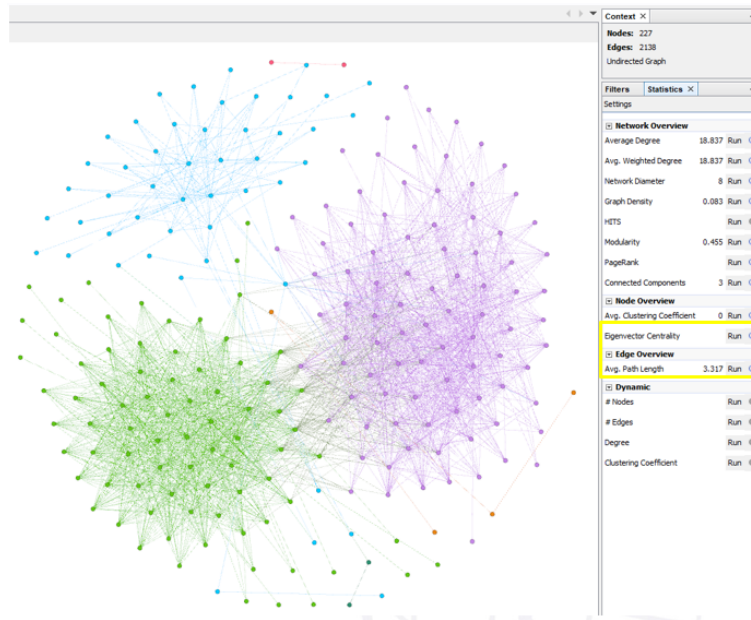 Context ×
Nodes: 227
Edges: 2138
Undirected Graph
Filters Statistics ×
Settings
Network Overview
Average Degree 18.837 Run
Avg. Weighted Degree 18.837 Run
Network Diameter 8 Run
Graph Density 0.083 Run
HITS Run
Modularity 0.455 Run
PageRank Run
Connected Components 3 Run
Node Overview
Avg. Clustering Coefficient 0 Run
Eigenvector Centrality Run
Edge Overview
Avg. Path Length 3.317 Run
Dynamic
# Nodes Run
# Edges Run
Degree Run
Clustering Coefficient Run